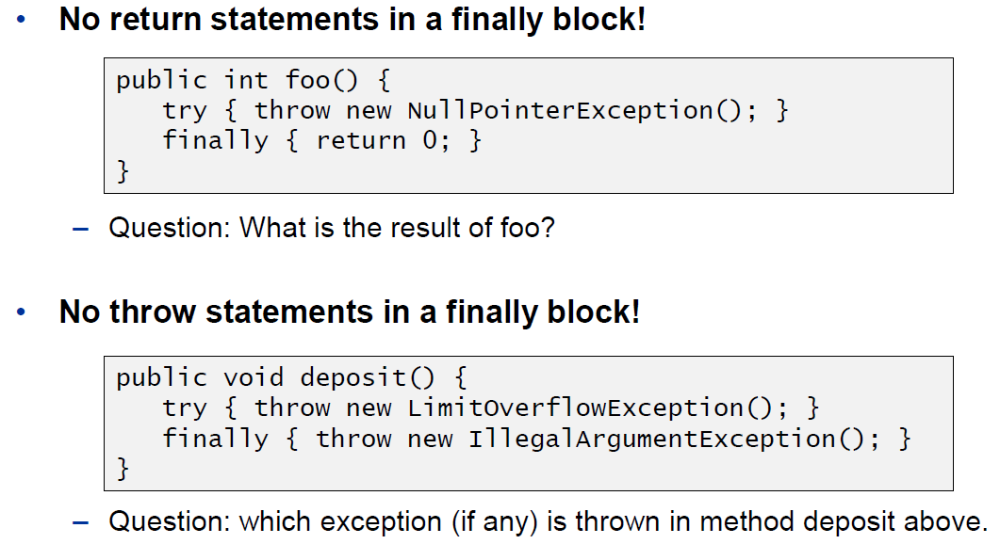 • No return statements in a finally block!
public int foo() {
   try { throw new NullPointerException(); }
   finally { return 0; }
}
– Question: What is the result of foo?
• No throw statements in a finally block!
public void deposit() {
   try { throw new LimitOverflowException(); }
   finally { throw new IllegalArgumentException(); }
}
– Question: which exception (if any) is thrown in method deposit above.